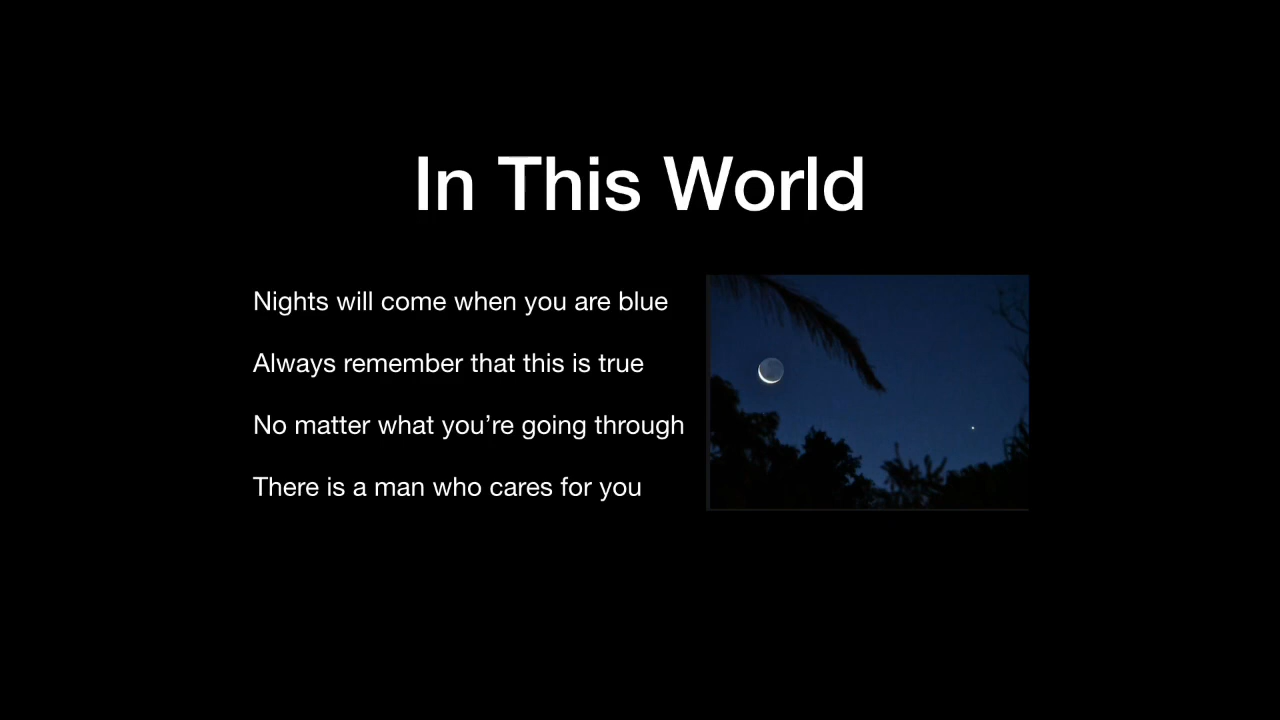 In This World
Nights will come when you are blue
Always remember that this is true
No matter what you’re going through
There is a man who cares for you